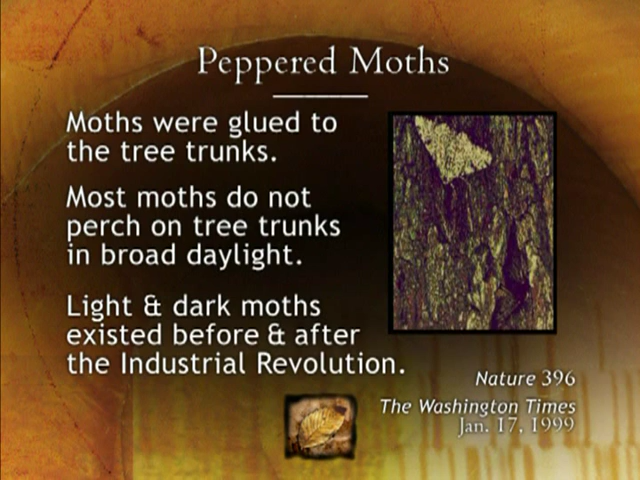 Peppered Moths
Moths were glued to
the tree trunks.
Most moths do not
perch on tree trunks
in broad daylight.
Light & dark moths
existed before & after
the Industrial Revolution.
Nature 396
The Washington Times
Jan. 17, 1999